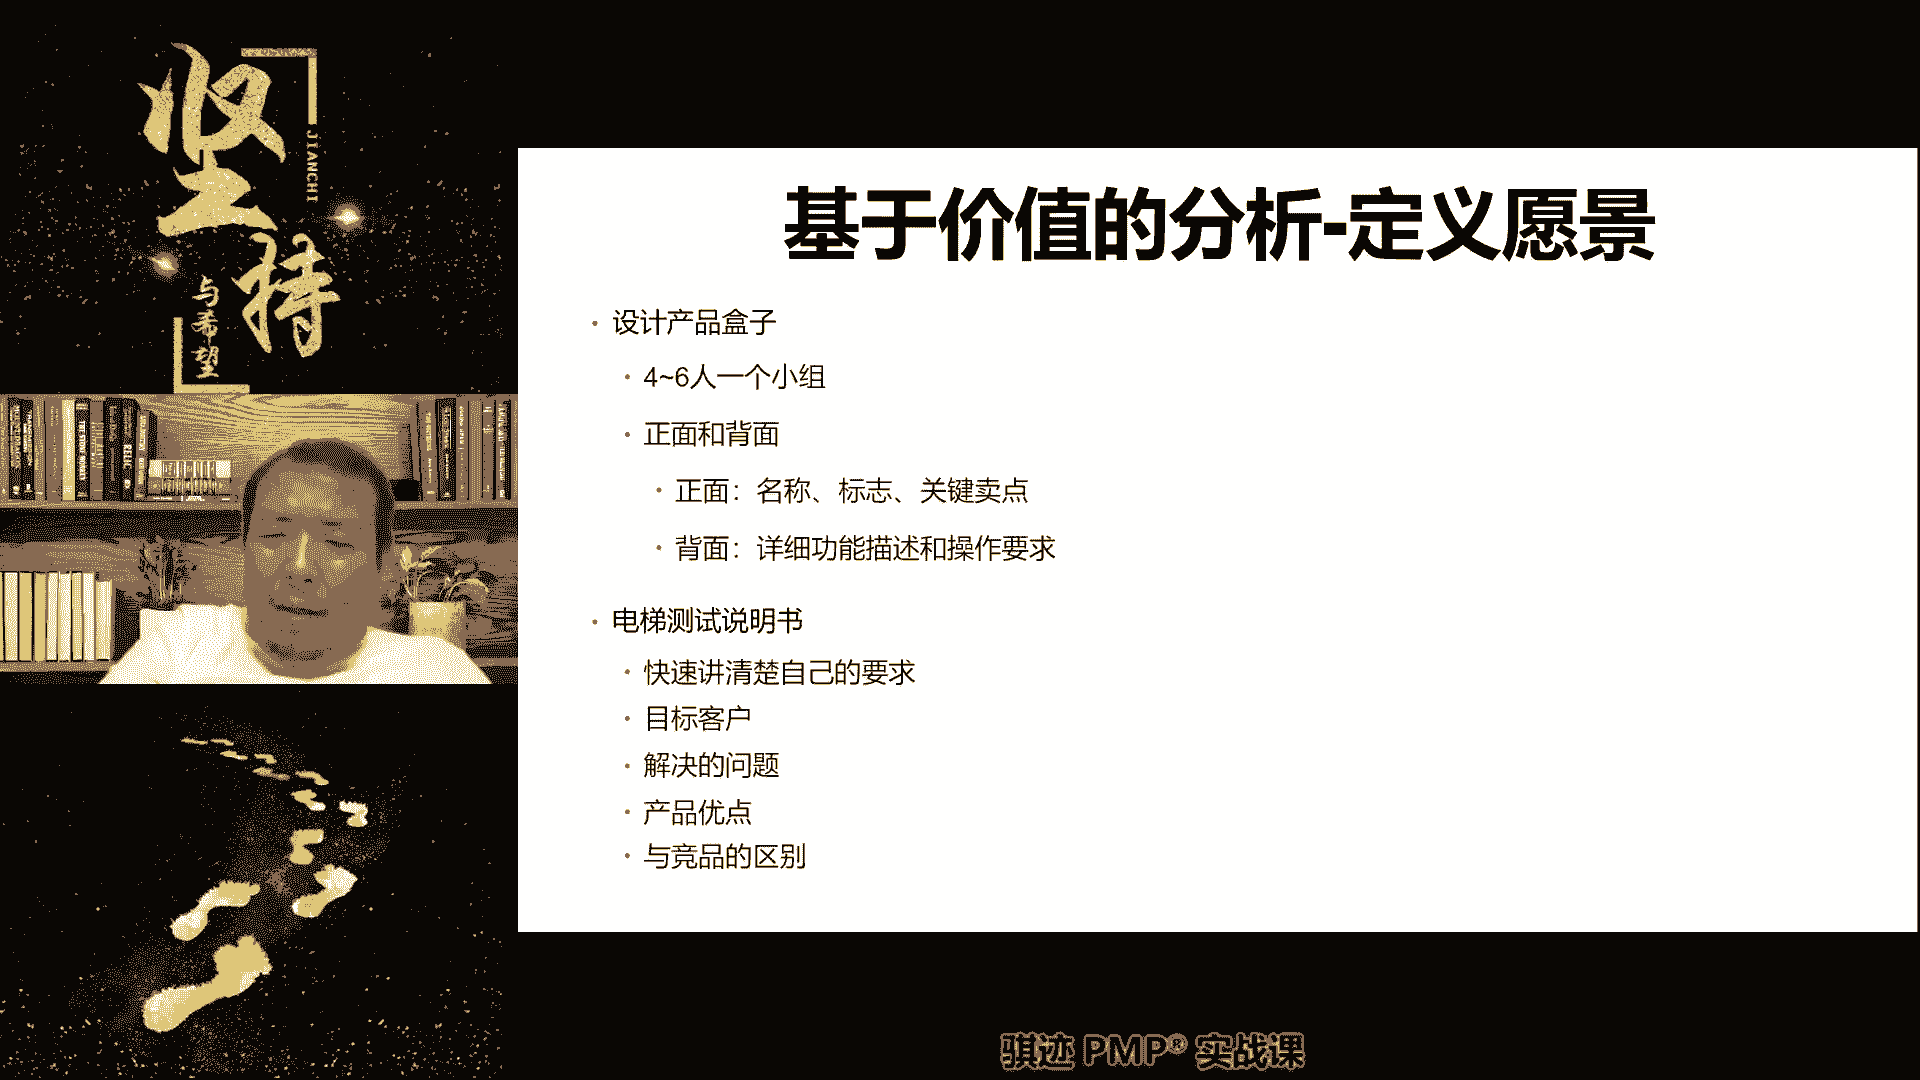 坚持
JIANCHI
与希望
基于价值的分析-定义愿景
· 设计产品盒子
· 4~6人一个小组
· 正面和背面
· 正面：名称、标志、关键卖点
· 背面：详细功能描述和操作要求
· 电梯测试说明书
· 快速讲清楚自己的要求
· 目标客户
· 解决的问题
· 产品优点
· 与竞品的区别
骐迹 PMP® 实战课